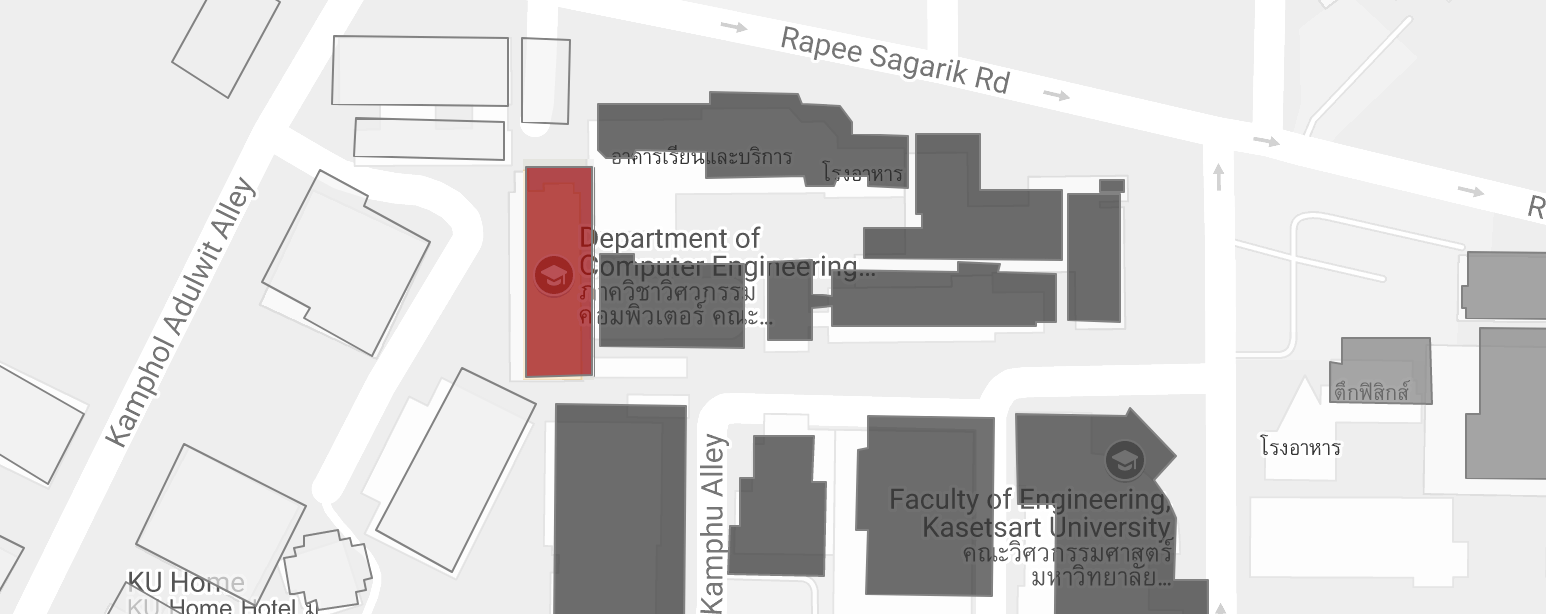 Rapee Sagarik Rd
อาคารเรียนและบริการ
โรงอาหาร
R
Kamphol Adulwit Alley
Department of
Computer Engineering...
ภาควิชาวิศวกรรม
คอมพิวเตอร์ คณะ...
ตึกฟิสิกส์
โรงอาหาร
Kamphu Alley
Faculty of Engineering,
Kasetsart University
คณะวิศวกรรมศาสตร์
มหาวิทยาลัย...
KU Home
KU Home Hotel